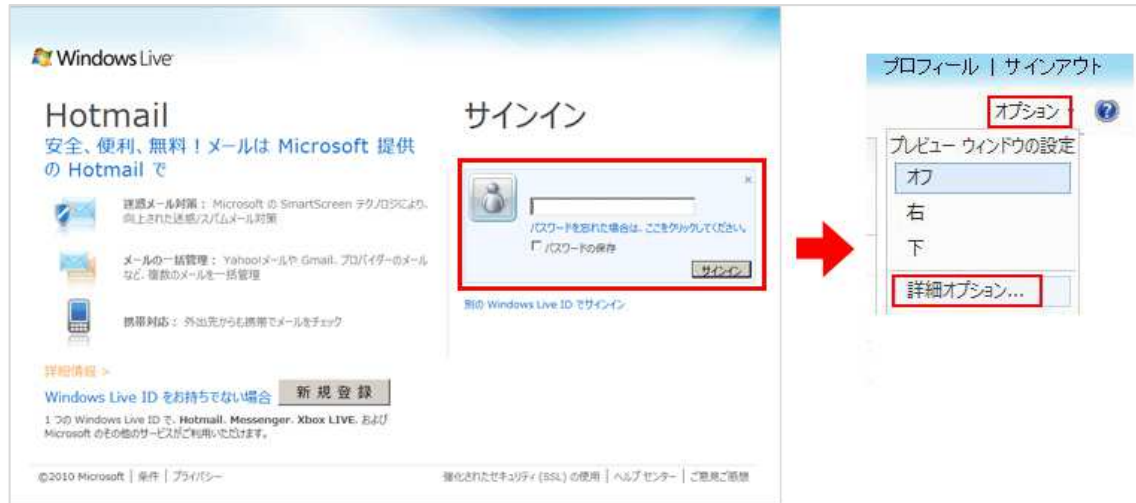 Windows Live
Hotmail
安全、便利、無料！メールは Microsoft 提供
の Hotmail で
迷惑メール対策： Microsoft の SmartScreen テクノロジにより、
向上された迷惑/スパムメール対策
メールの一括管理： Yahoo!メールや Gmail、プロバイダーのメール
など、複数のメールを一括管理
携帯対応： 外出先からも携帯でメールをチェック
詳細情報 >
Windows Live ID をお持ちでない場合 新規登録
1 つの Windows Live ID で、Hotmail、Messenger、Xbox LIVE、および
Microsoft のその他のサービスがご利用いただけます。
サインイン
パスワードを忘れた場合は、ここをクリックしてください。
パスワードの保存
サインイン
別の Windows Live ID でサインイン
©2010 Microsoft | 条件 | プライバシー
強化されたセキュリティ (SSL) の使用 | ヘルプ センター | ご意見ご感想
プロフィール | サインアウト
オプション
プレビュー ウィンドウの設定
オフ
右
下
詳細オプション...